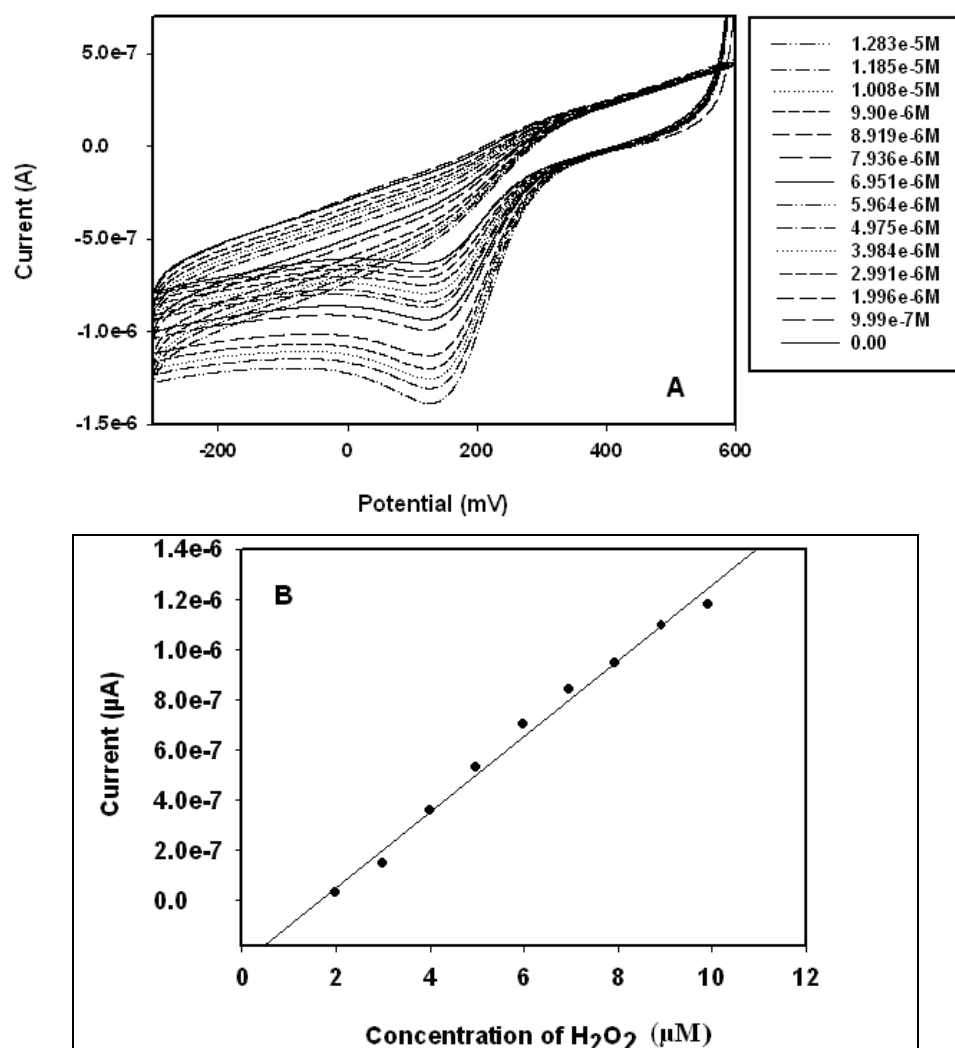 5.0e-7
0.0
-5.0e-7
-1.0e-6
-1.5e-6
Current (A)
-200
0
200
400
600
Potential (mV)
A
1.283e-5M
1.185e-5M
1.008e-5M
9.90e-6M
8.919e-6M
7.936e-6M
6.951e-6M
5.964e-6M
4.975e-6M
3.984e-6M
2.991e-6M
1.996e-6M
9.99e-7M
0.00
1.4e-6
1.2e-6
1.0e-6
8.0e-7
6.0e-7
4.0e-7
2.0e-7
0.0
Current (µA)
B
0
2
4
6
8
10
12
Concentration of H₂O₂ (µM)